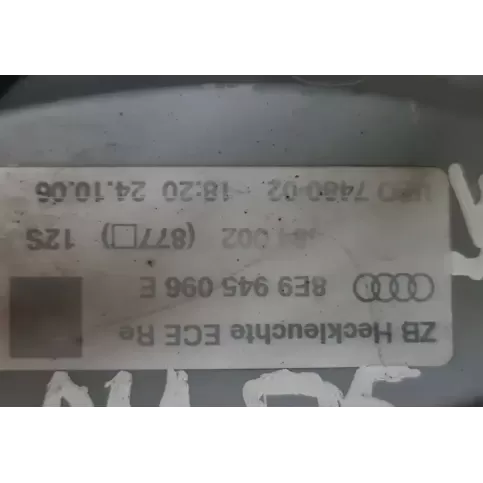 ZB Heckleuchte ECE Re
8E9 945 096 E
002 (877□) 12S
7480-02 18:20 24.10.06